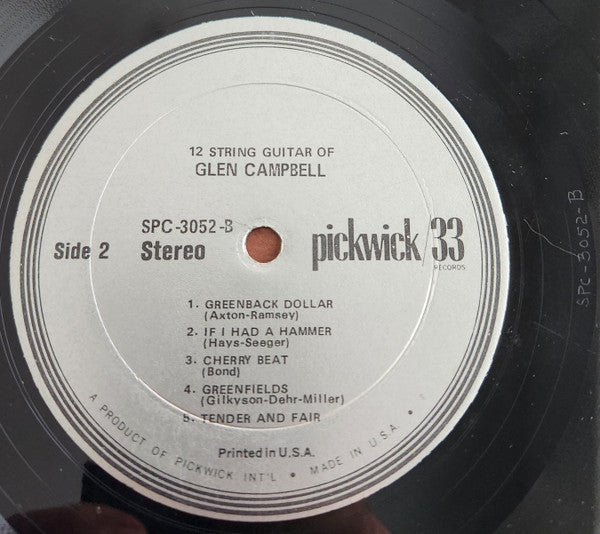 12 STRING GUITAR OF
GLEN CAMPBELL
SPC-3052-B
Side 2 Stereo
pickwick/33
RECORDS
1. GREENBACK DOLLAR
(Axton-Ramsey)
2. IF I HAD A HAMMER
(Hays-Seeger)
3. CHERRY BEAT
(Bond)
4. GREENFIELDS
(Gilkyson-Dehr-Miller)
5. TENDER AND FAIR
Printed in U.S.A.
A PRODUCT OF PICKWICK INT'L • MADE IN U.S.A.
SPC-3052-B